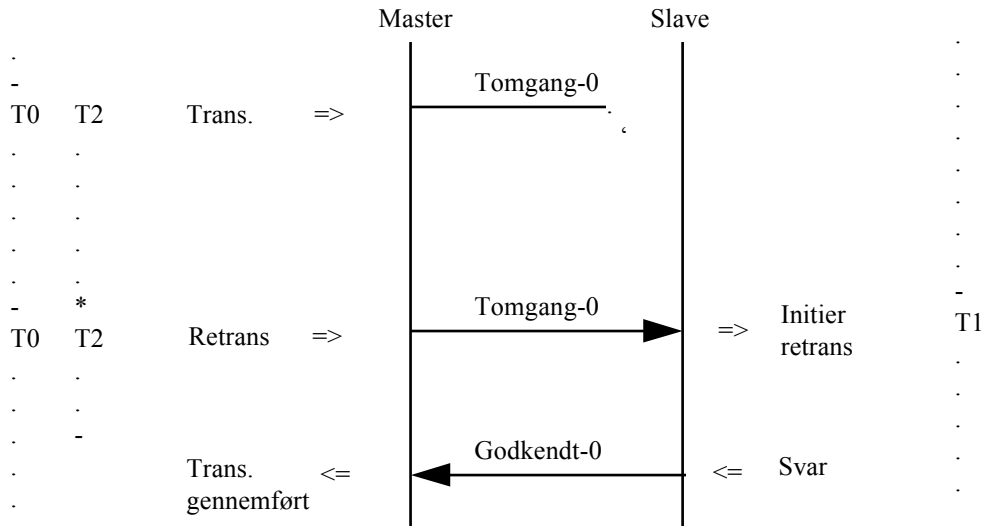 Master Slave
Tomgang-0
T0 T2 Trans. =>
*
Tomgang-0
T0 T2 Retrans => => Initier
retrans
T1
Godkendt-0
Trans. <= <= Svar
gennemført